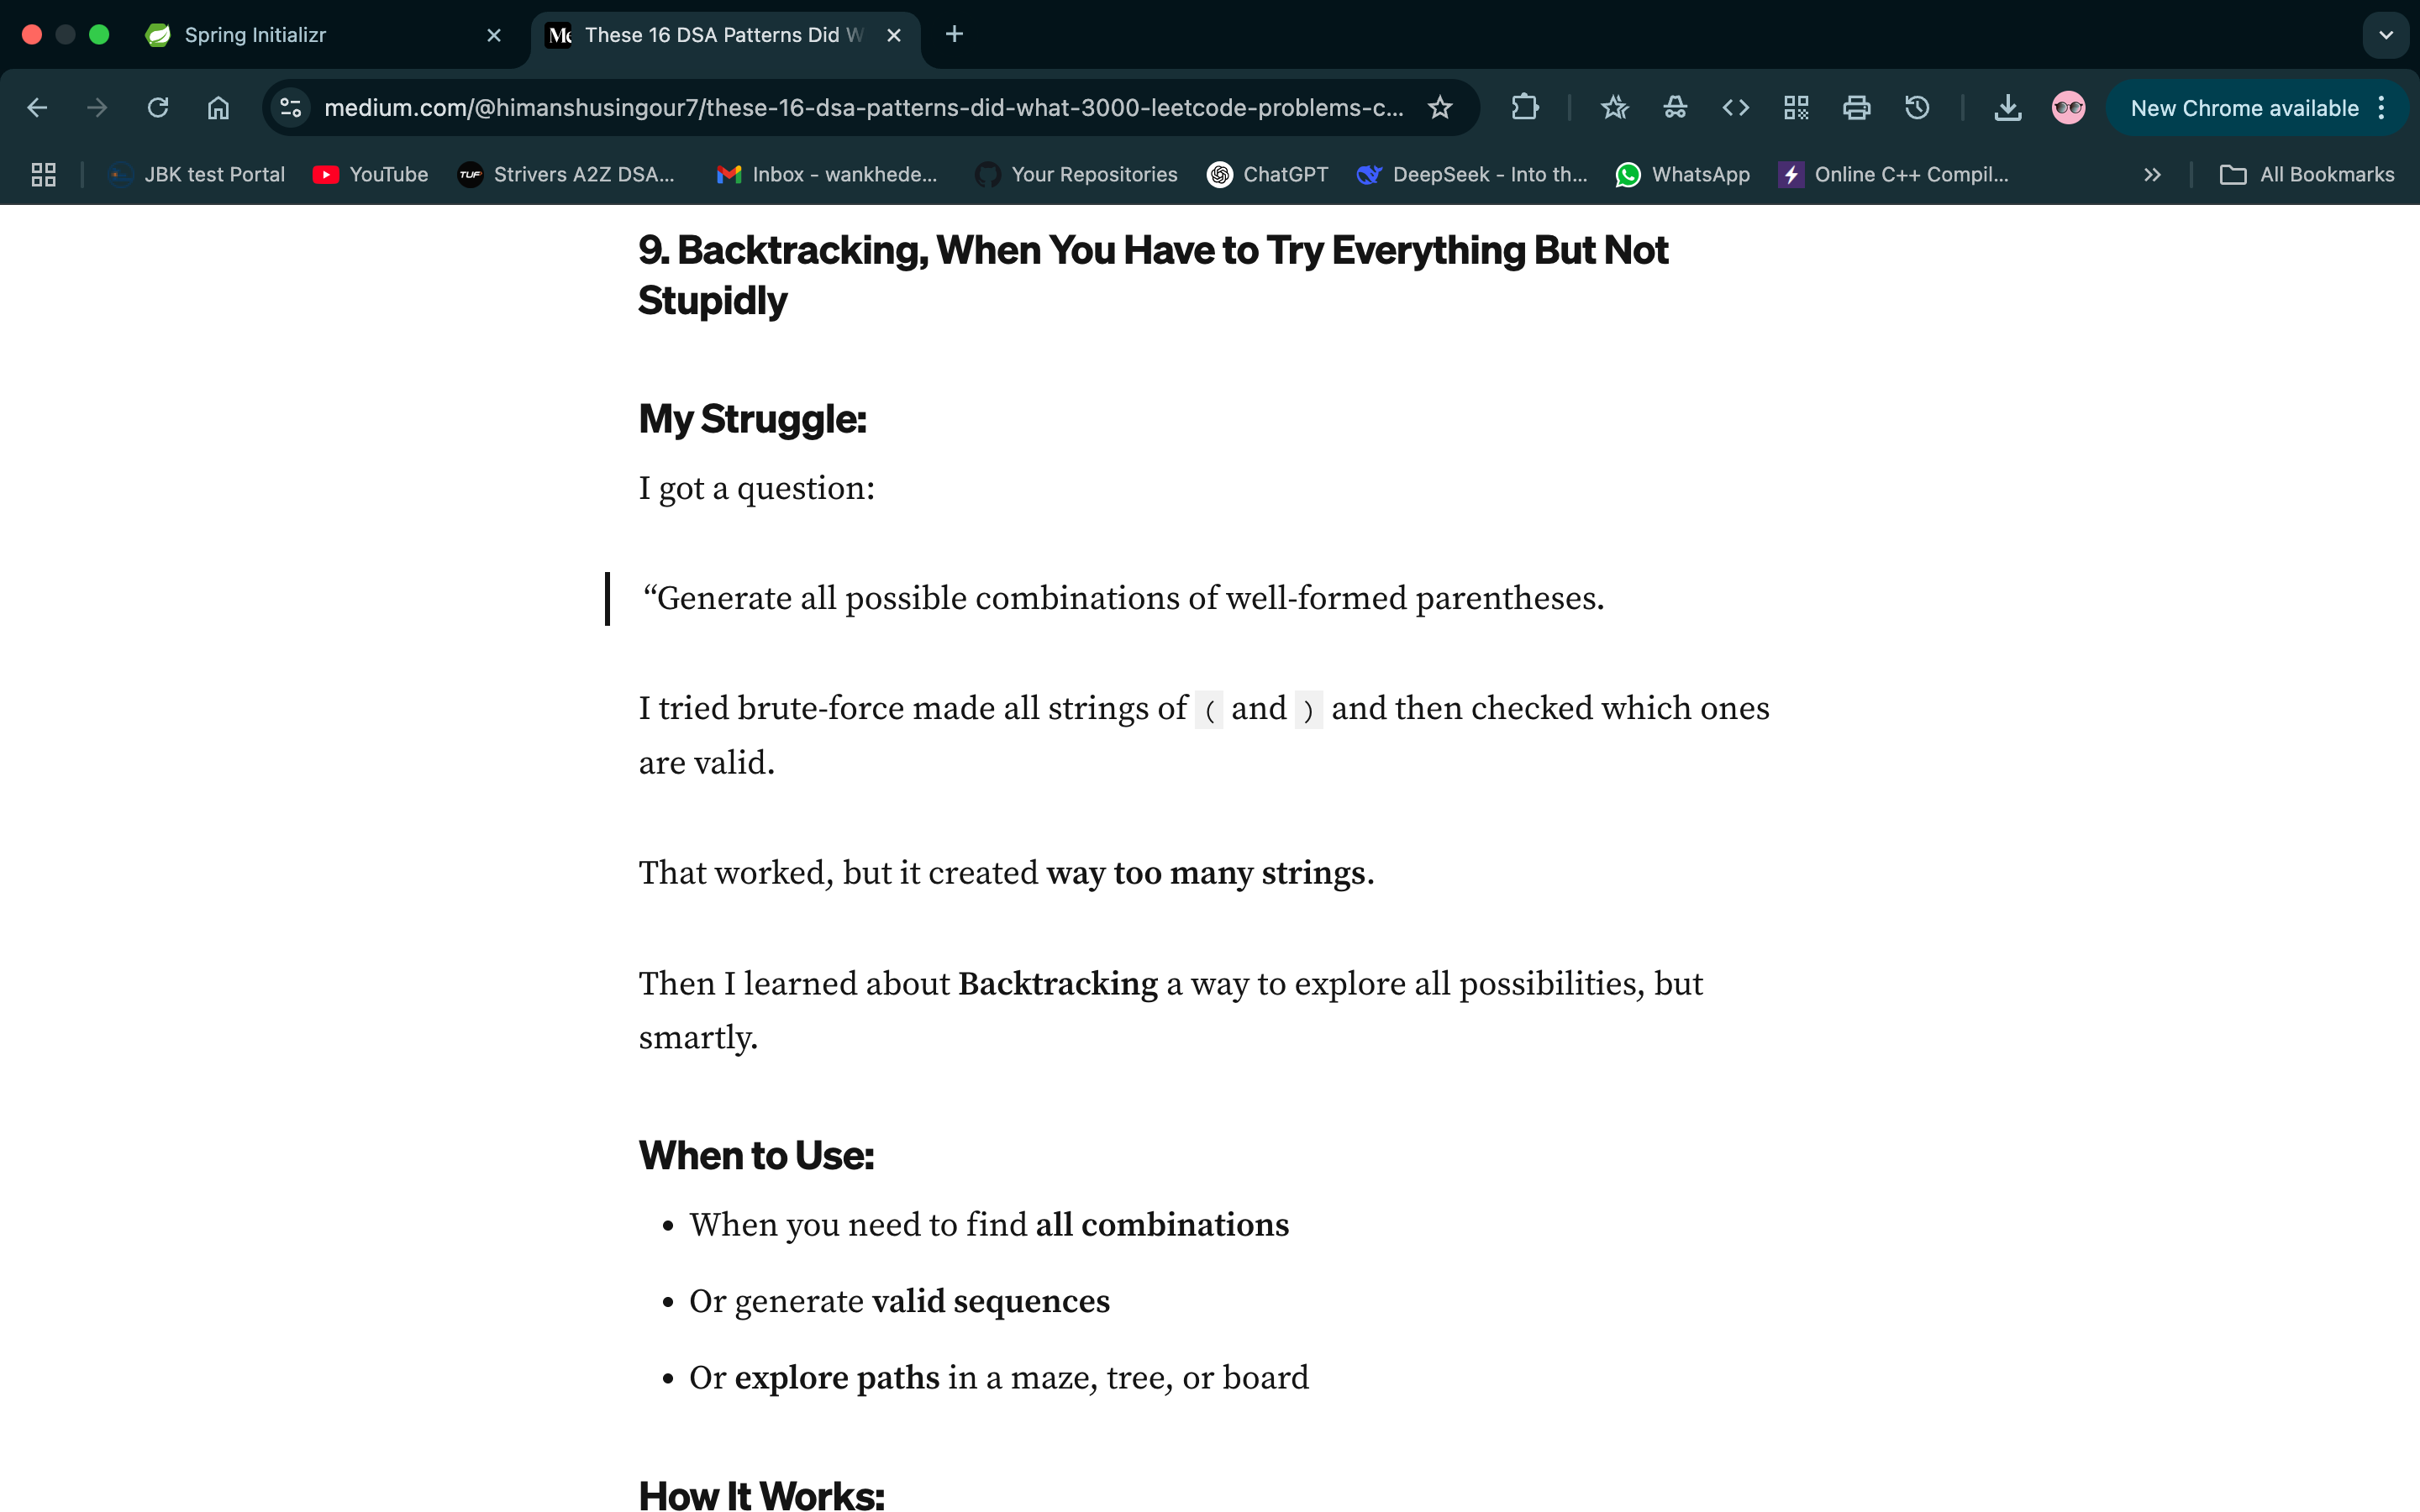 Spring Initializr
These 16 DSA Patterns Did W
medium.com/@himanshusingour7/these-16-dsa-patterns-did-what-3000-leetcode-problems-c...
New Chrome available
JBK test Portal
YouTube
Strivers A2Z DSA...
Inbox - wankhede...
Your Repositories
ChatGPT
DeepSeek - Into th...
WhatsApp
Online C++ Compil...
All Bookmarks
9. Backtracking, When You Have to Try Everything But Not
Stupidly
My Struggle:
I got a question:
“Generate all possible combinations of well-formed parentheses.
I tried brute-force made all strings of ( and ) and then checked which ones
are valid.
That worked, but it created way too many strings.
Then I learned about Backtracking a way to explore all possibilities, but
smartly.
When to Use:
• When you need to find all combinations
• Or generate valid sequences
• Or explore paths in a maze, tree, or board
How It Works: